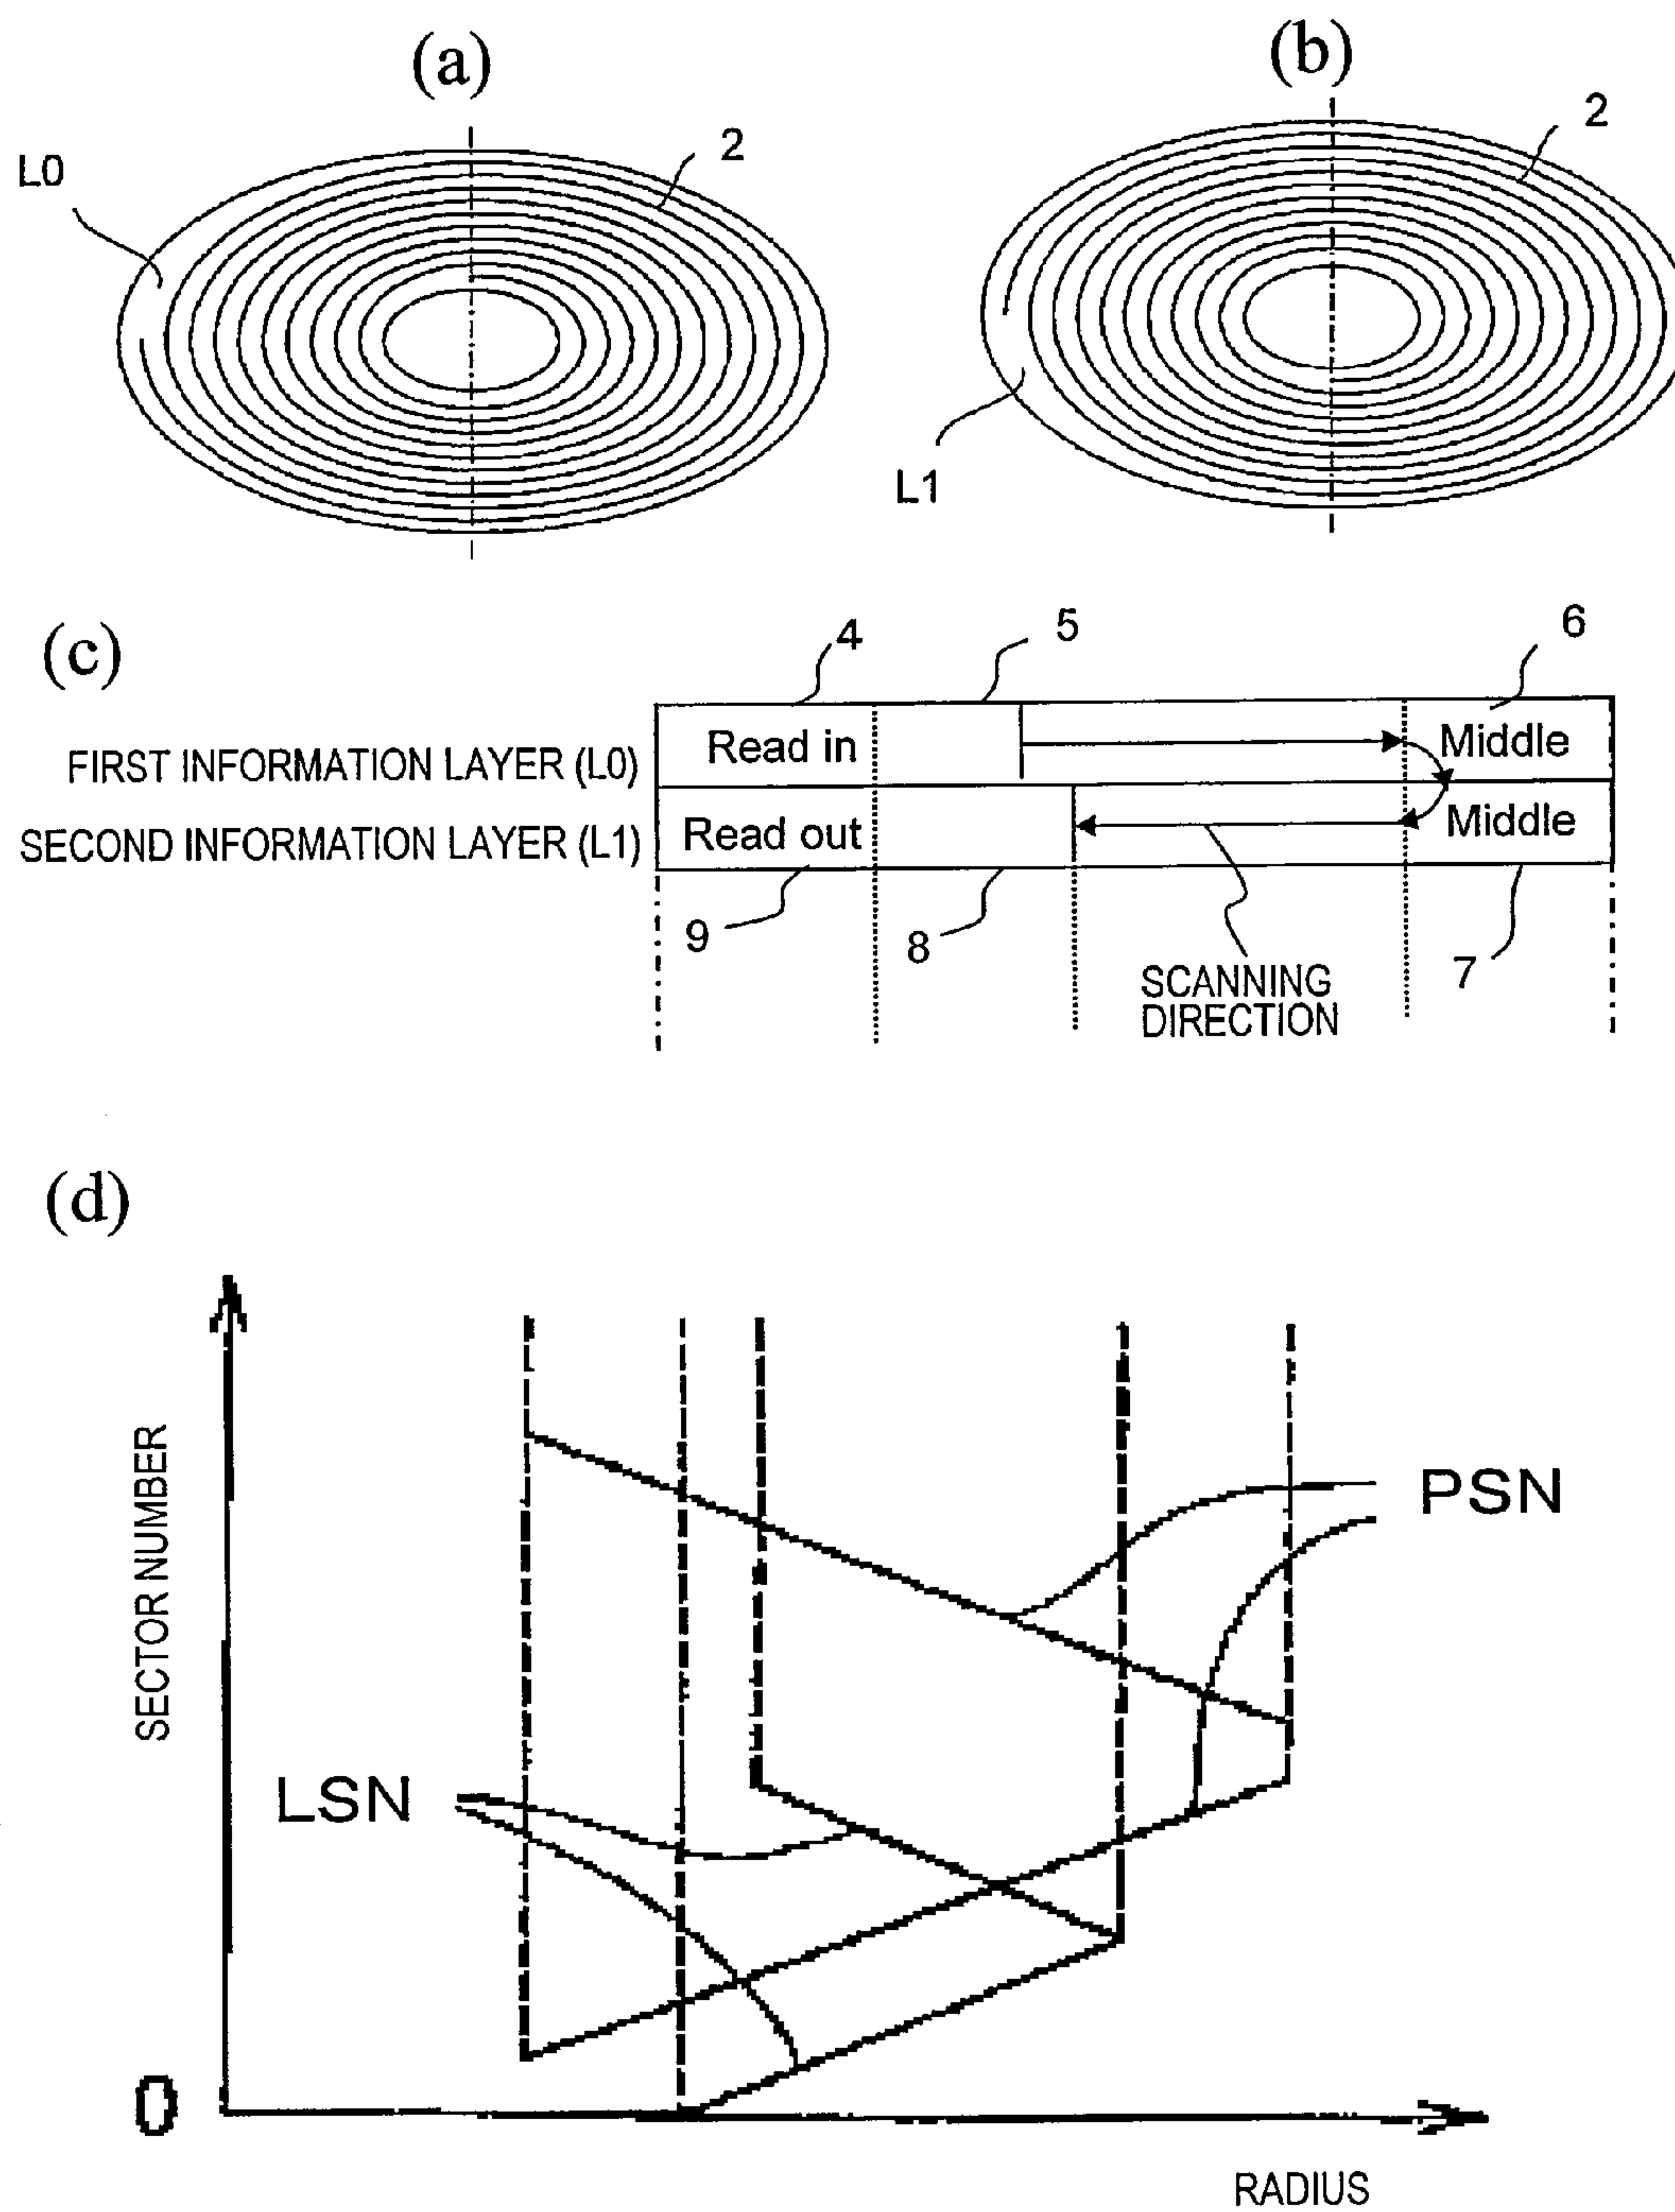 (a)
(b)
L0
2
2
L1
(c)
4
5
6
FIRST INFORMATION LAYER (L0)
Read in
Middle
SECOND INFORMATION LAYER (L1)
Read out
Middle
9
8
SCANNING
DIRECTION
7
(d)
SECTOR NUMBER
PSN
LSN
0
RADIUS